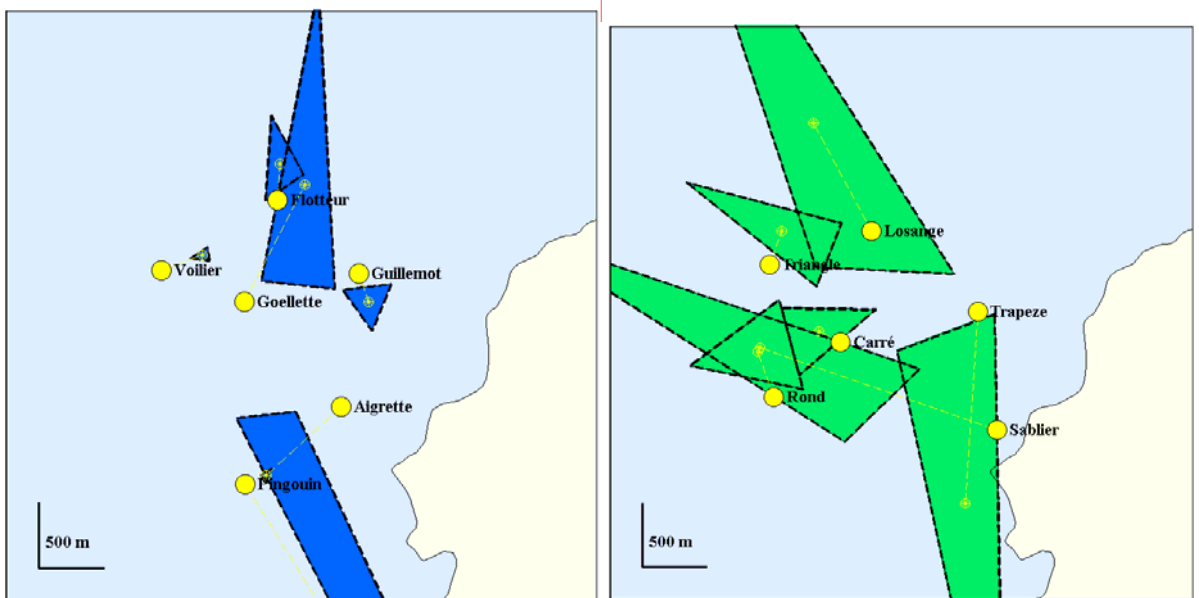 Flotteur
Voilier
Guillemot
Goellette
Aigrette
Pingouin
500 m
Losange
Triangle
Trapeze
Carré
Rond
Sablier
500 m